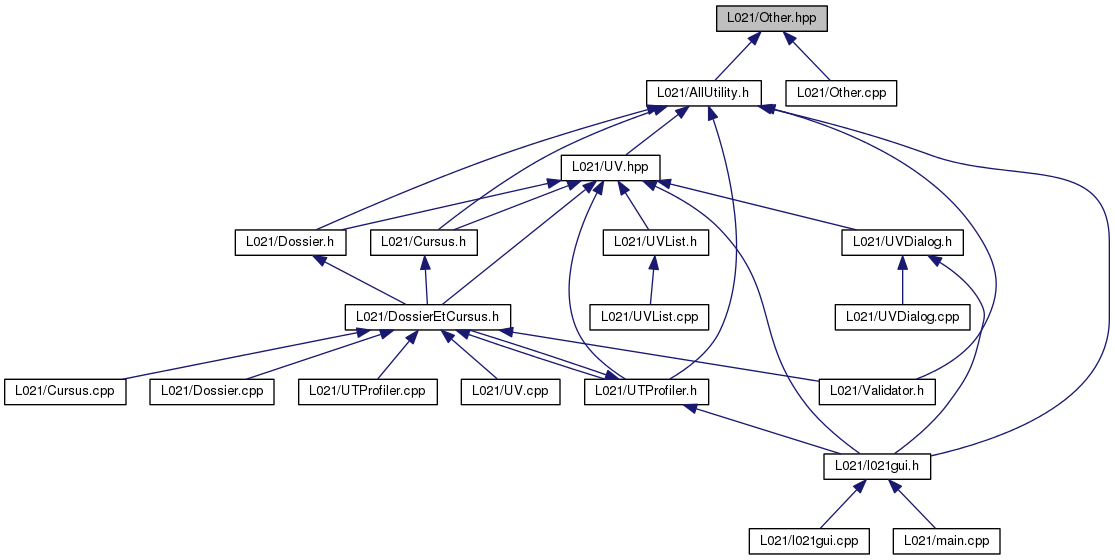 L021/Other.hpp
L021/AllUtility.h
L021/Other.cpp
L021/UV.hpp
L021/Dossier.h
L021/Cursus.h
L021/UVList.h
L021/UVDialog.h
L021/DossierEtCursus.h
L021/UVList.cpp
L021/UVDialog.cpp
L021/Cursus.cpp
L021/Dossier.cpp
L021/UTProfiler.cpp
L021/UV.cpp
L021/UTProfiler.h
L021/Validator.h
L021/l021gui.h
L021/l021gui.cpp
L021/main.cpp